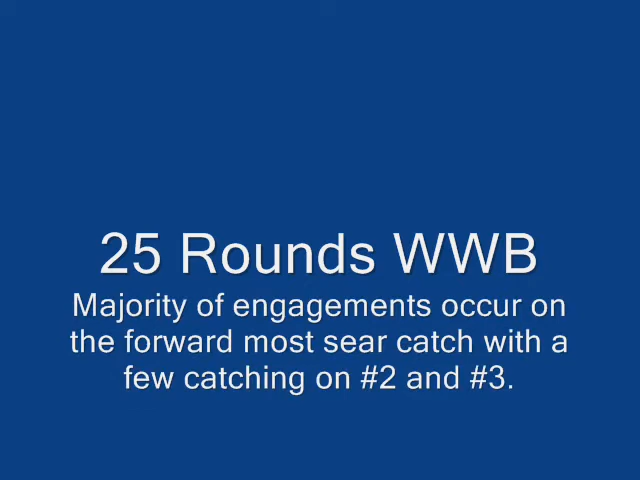 25 Rounds WWB
Majority of engagements occur on
the forward most sear catch with a
few catching on #2 and #3.